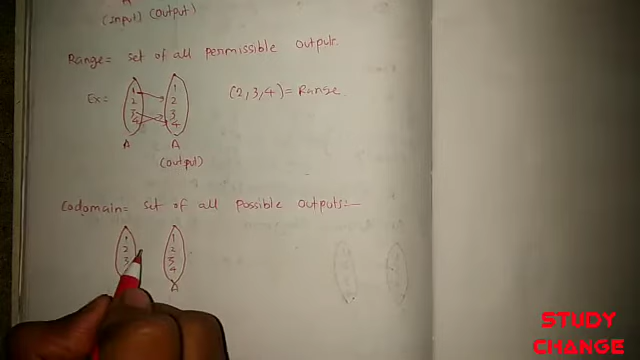 A
(Input) (Output)
Range= set of all permissible Outputs.
Ex=
1 1
2 2
3 3
4 4
(2,3,4)= Range
A A
(Output)
Codomain= set of all possible Outputs:-
1 1
2 2
3 3
4
A
STUDY
CHANGE